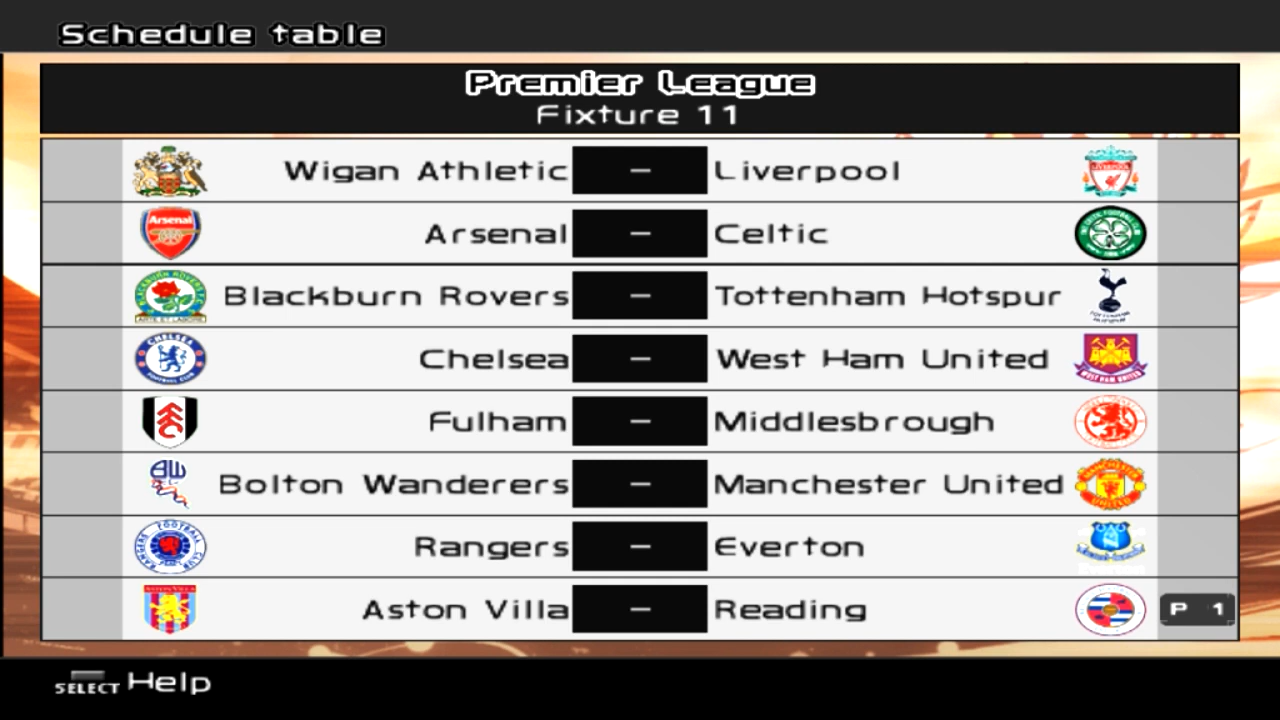 Schedule table
Premier League
Fixture 11
Wigan Athletic – Liverpool
Arsenal – Celtic
Blackburn Rovers – Tottenham Hotspur
Chelsea – West Ham United
Fulham – Middlesbrough
Bolton Wanderers – Manchester United
Rangers – Everton
Aston Villa – Reading P 1
SELECT Help